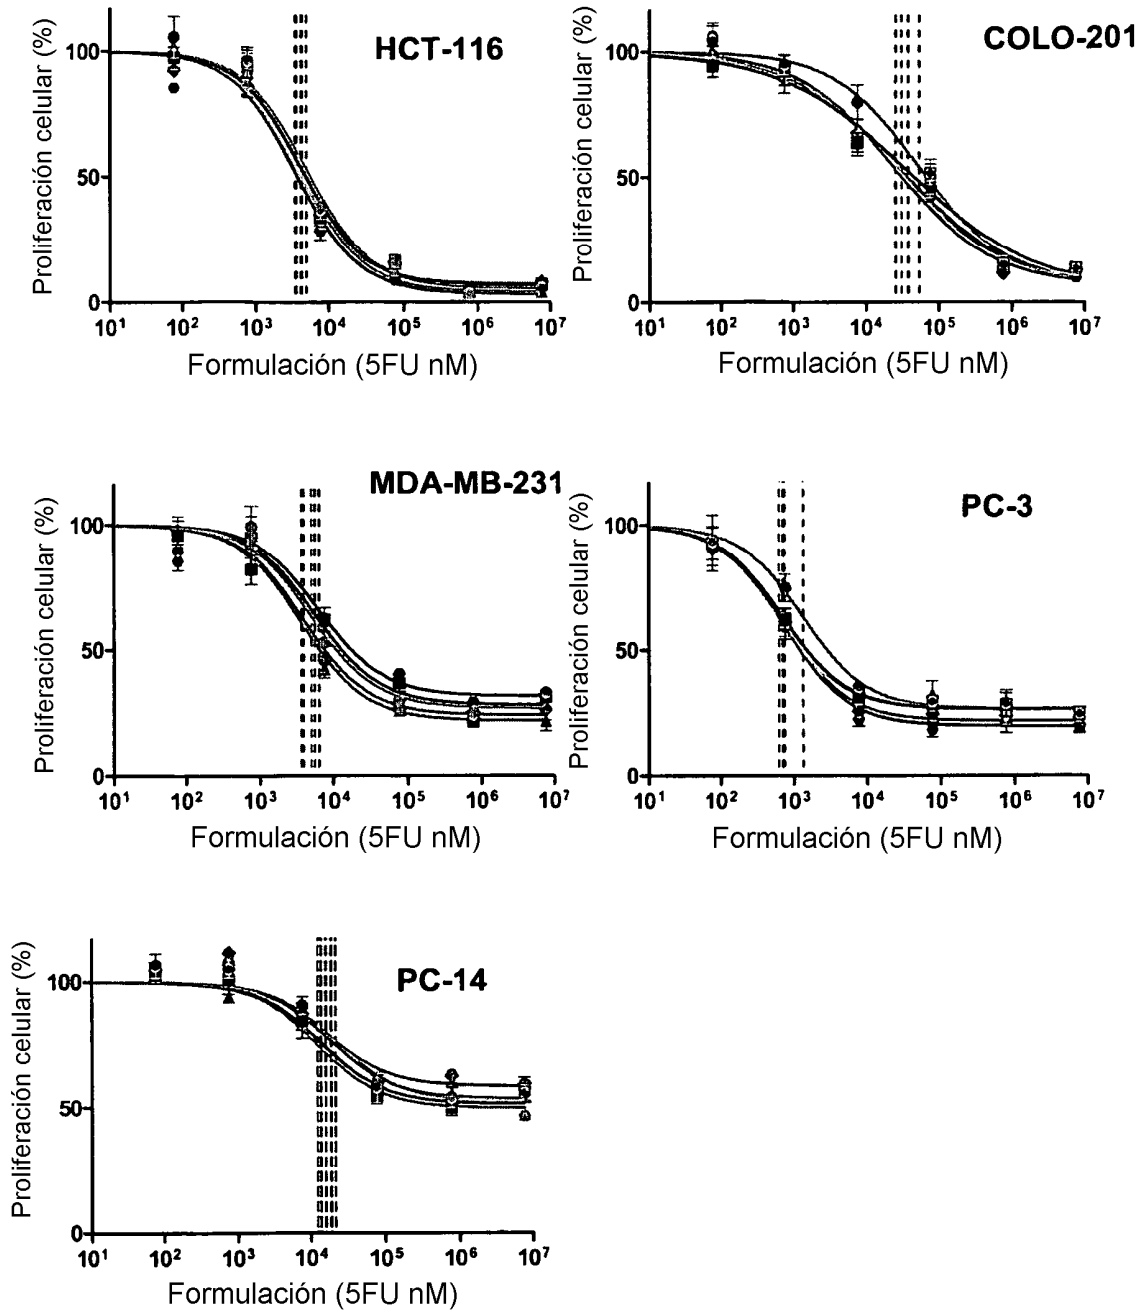 HCT-116
Proliferación celular (%)
100
50
0
10¹ 10² 10³ 10⁴ 10⁵ 10⁶ 10⁷
Formulación (5FU nM)
COLO-201
Proliferación celular (%)
100
50
0
10¹ 10² 10³ 10⁴ 10⁵ 10⁶ 10⁷
Formulación (5FU nM)
MDA-MB-231
Proliferación celular (%)
100
50
0
10¹ 10² 10³ 10⁴ 10⁵ 10⁶ 10⁷
Formulación (5FU nM)
PC-3
Proliferación celular (%)
100
50
0
10¹ 10² 10³ 10⁴ 10⁵ 10⁶ 10⁷
Formulación (5FU nM)
PC-14
Proliferación celular (%)
100
50
0
10¹ 10² 10³ 10⁴ 10⁵ 10⁶ 10⁷
Formulación (5FU nM)